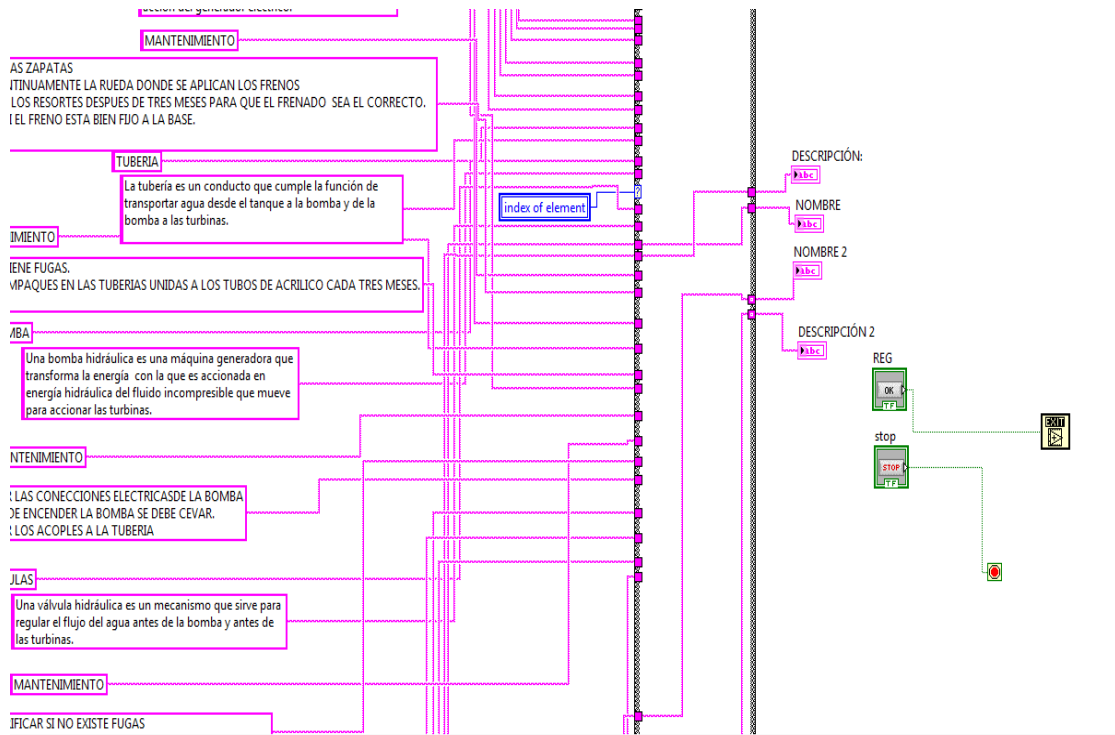 acción del generador eléctrico.
MANTENIMIENTO
AS ZAPATAS
NTINUAMENTE LA RUEDA DONDE SE APLICAN LOS FRENOS
LOS RESORTES DESPUES DE TRES MESES PARA QUE EL FRENADO SEA EL CORRECTO.
I EL FRENO ESTA BIEN FIJO A LA BASE.
TUBERIA
La tubería es un conducto que cumple la función de
transportar agua desde el tanque a la bomba y de la
bomba a las turbinas.
IMIENTO
IENE FUGAS.
MPAQUES EN LAS TUBERIAS UNIDAS A LOS TUBOS DE ACRILICO CADA TRES MESES.
MBA
Una bomba hidráulica es una máquina generadora que
transforma la energía con la que es accionada en
energía hidráulica del fluido incompresible que mueve
para accionar las turbinas.
NTENIMIENTO
R LAS CONECCIONES ELECTRICASDE LA BOMBA
DE ENCENDER LA BOMBA SE DEBE CEVAR.
R LOS ACOPLES A LA TUBERIA
ULAS
Una válvula hidráulica es un mecanismo que sirve para
regular el flujo del agua antes de la bomba y antes de
las turbinas.
MANTENIMIENTO
IFICAR SI NO EXISTE FUGAS
index of element
?
DESCRIPCIÓN:
abc
NOMBRE
abc
NOMBRE 2
abc
DESCRIPCIÓN 2
abc
REG
OK
TF
stop
STOP
TF
EXIT